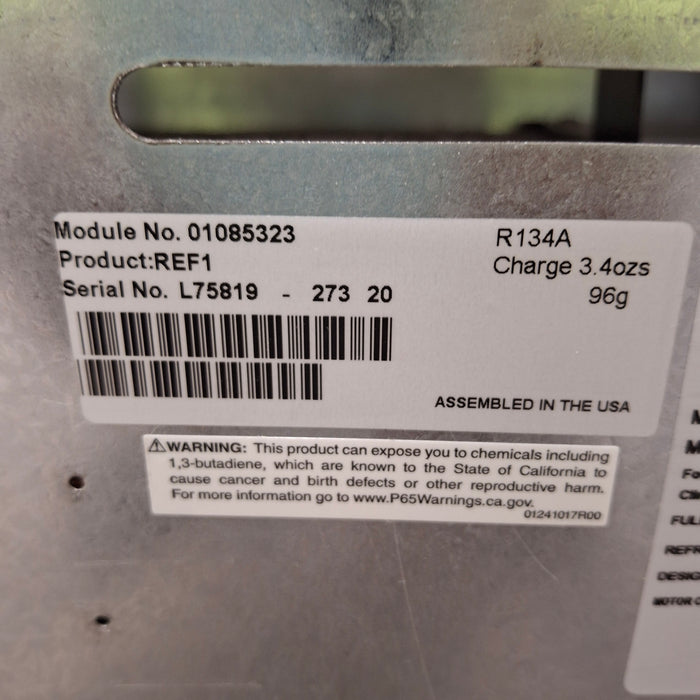 Module No. 01085323
Product:REF1
Serial No. L75819 - 273 20
R134A
Charge 3.4ozs
96g
ASSEMBLED IN THE USA
⚠WARNING: This product can expose you to chemicals including
1,3-butadiene, which are known to the State of California to
cause cancer and birth defects or other reproductive harm.
For more information go to www.P65Warnings.ca.gov.
01241017R00